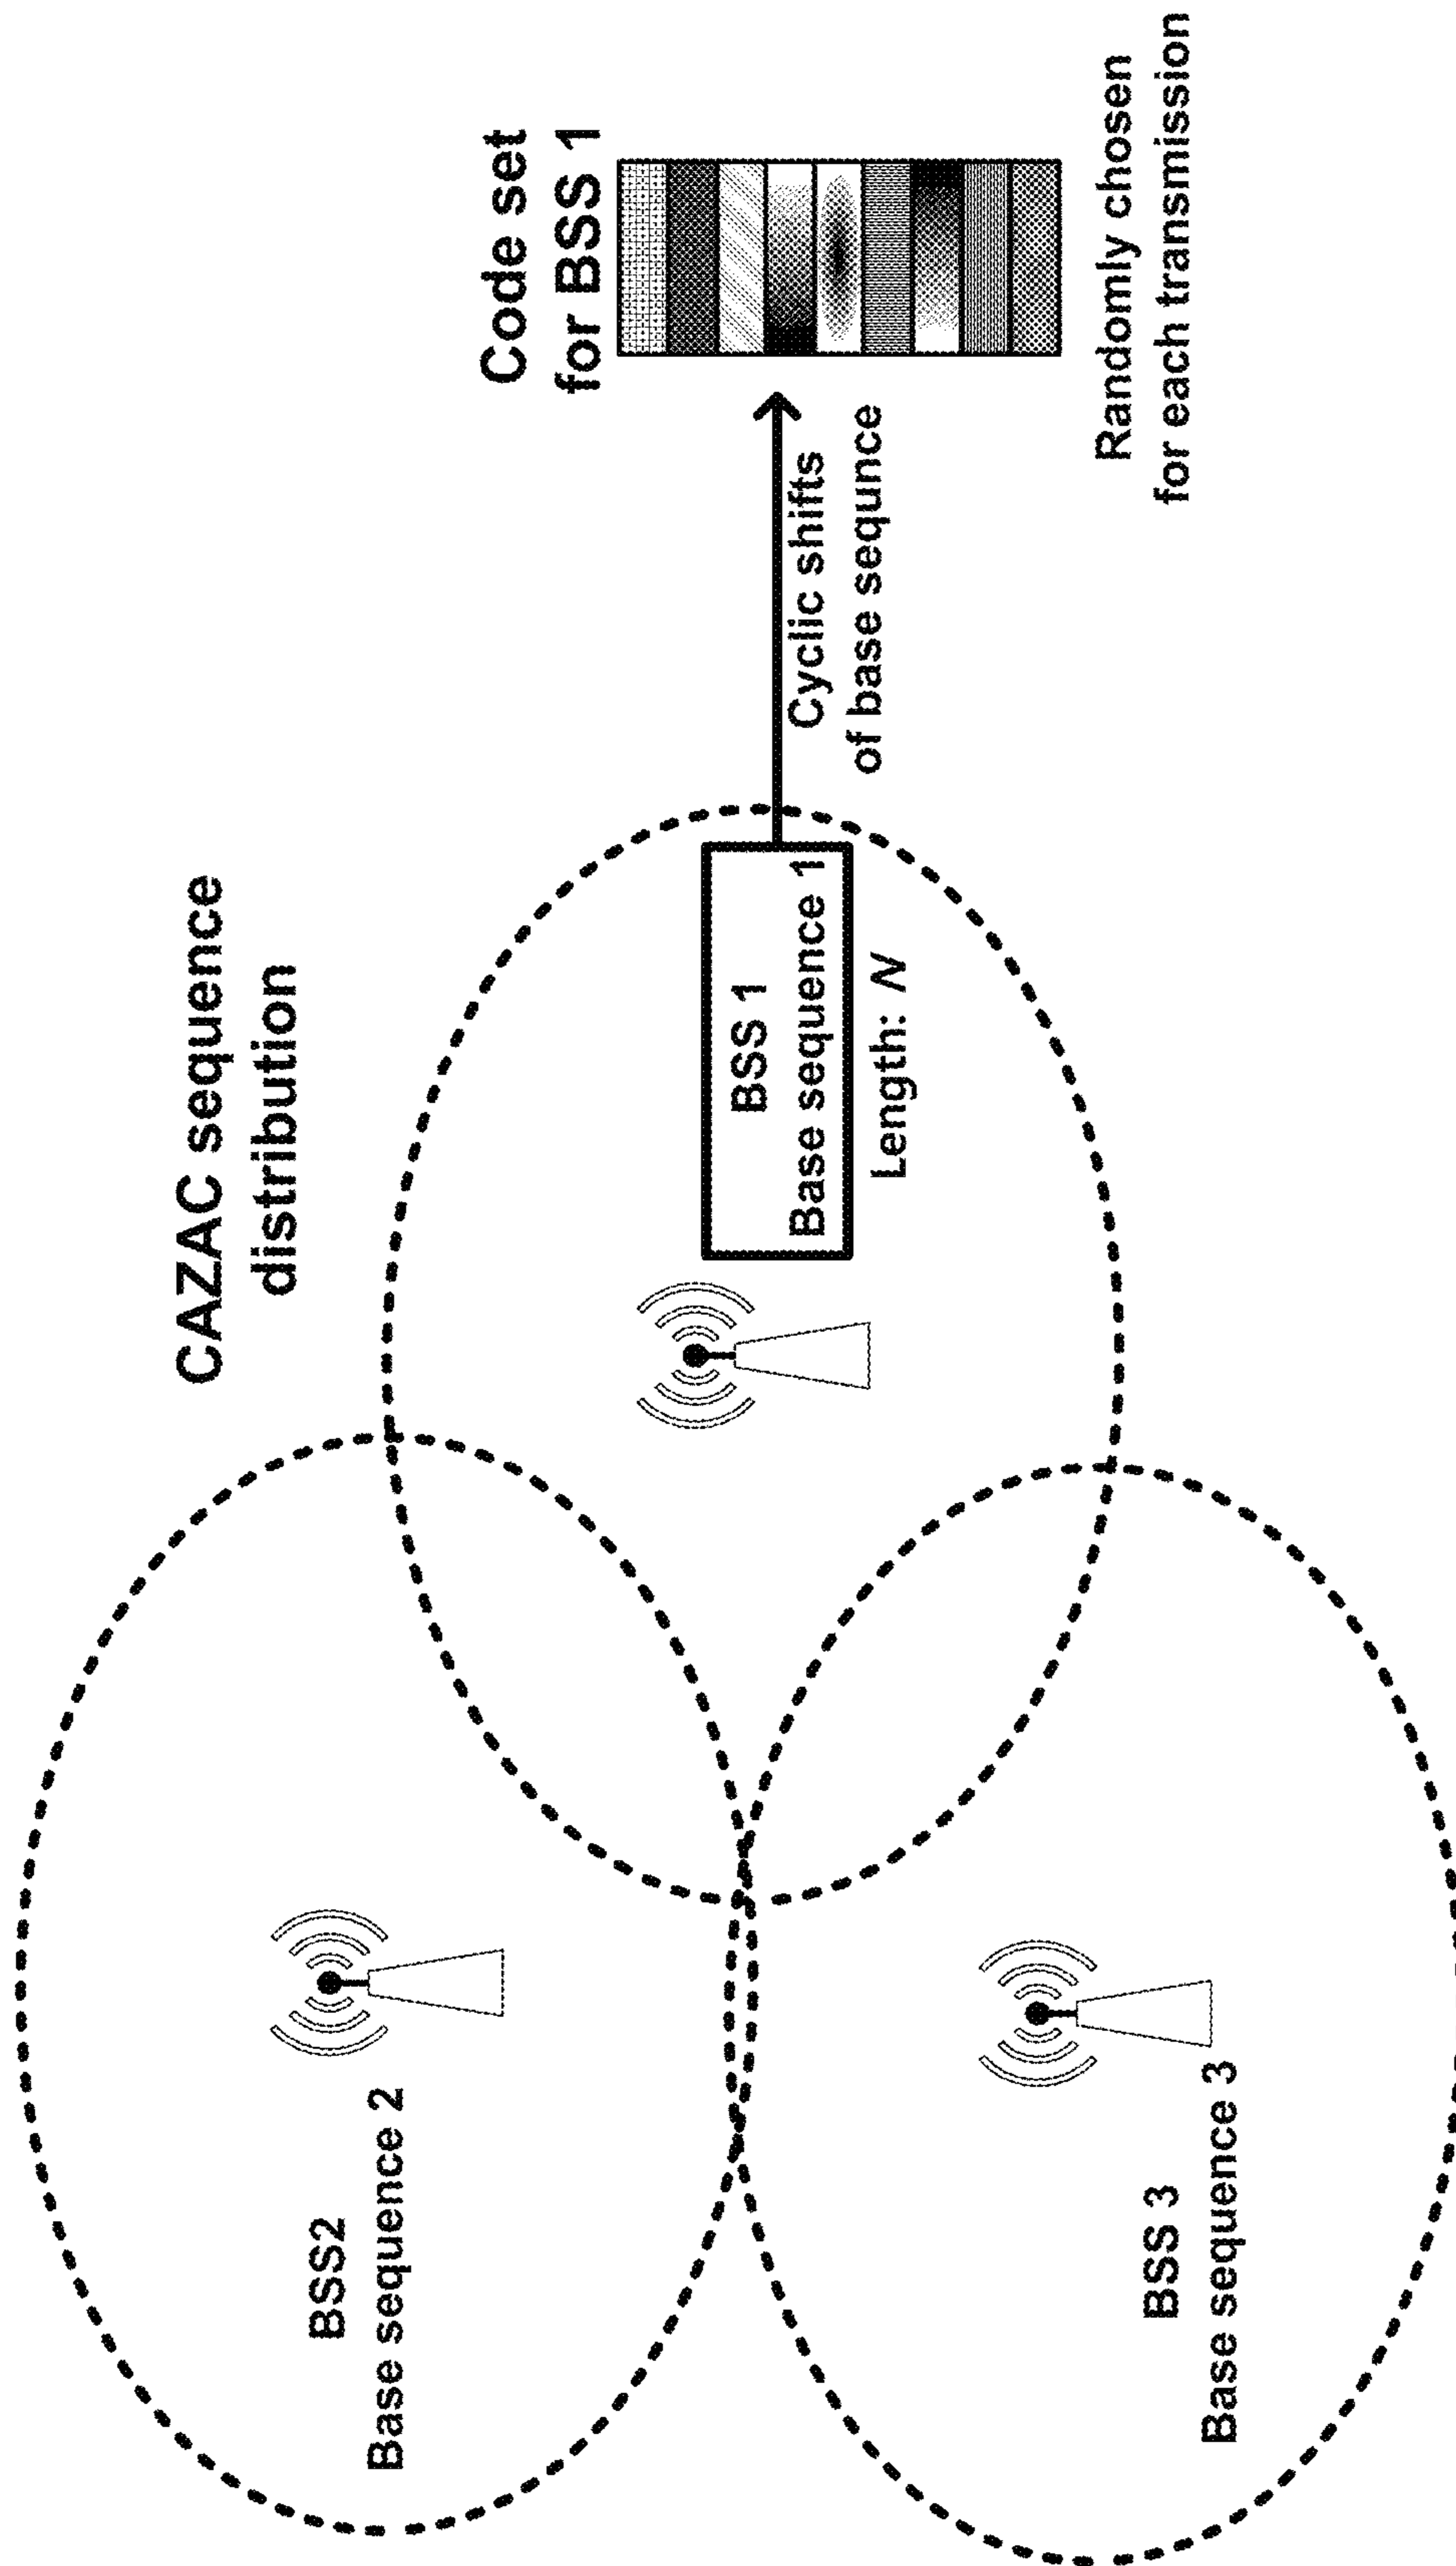 CAZAC sequence
distribution
BSS2
Base sequence 2
BSS 1
Base sequence 1
Length: N
BSS 3
Base sequence 3
Cyclic shifts
of base sequnce
Code set
for BSS 1
Randomly chosen
for each transmission